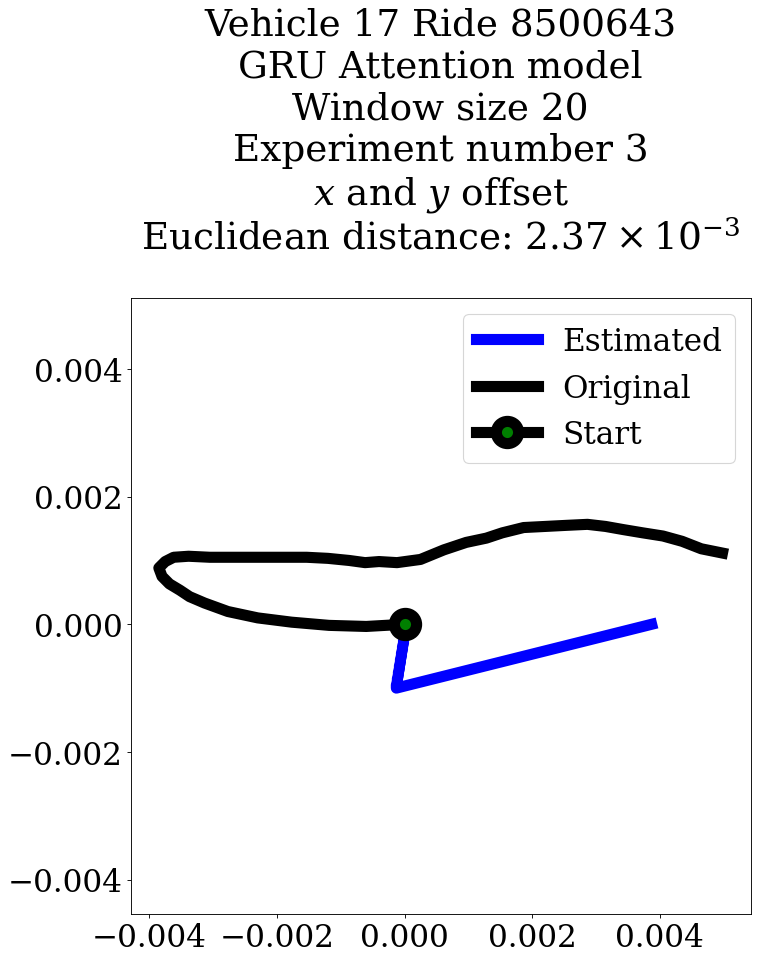 Vehicle 17 Ride 8500643
GRU Attention model
Window size 20
Experiment number 3
x and y offset
Euclidean distance: 2.37 × 10⁻³
Estimated
Original
Start
0.004
0.002
0.000
−0.002
−0.004
−0.004 −0.002 0.000 0.002 0.004